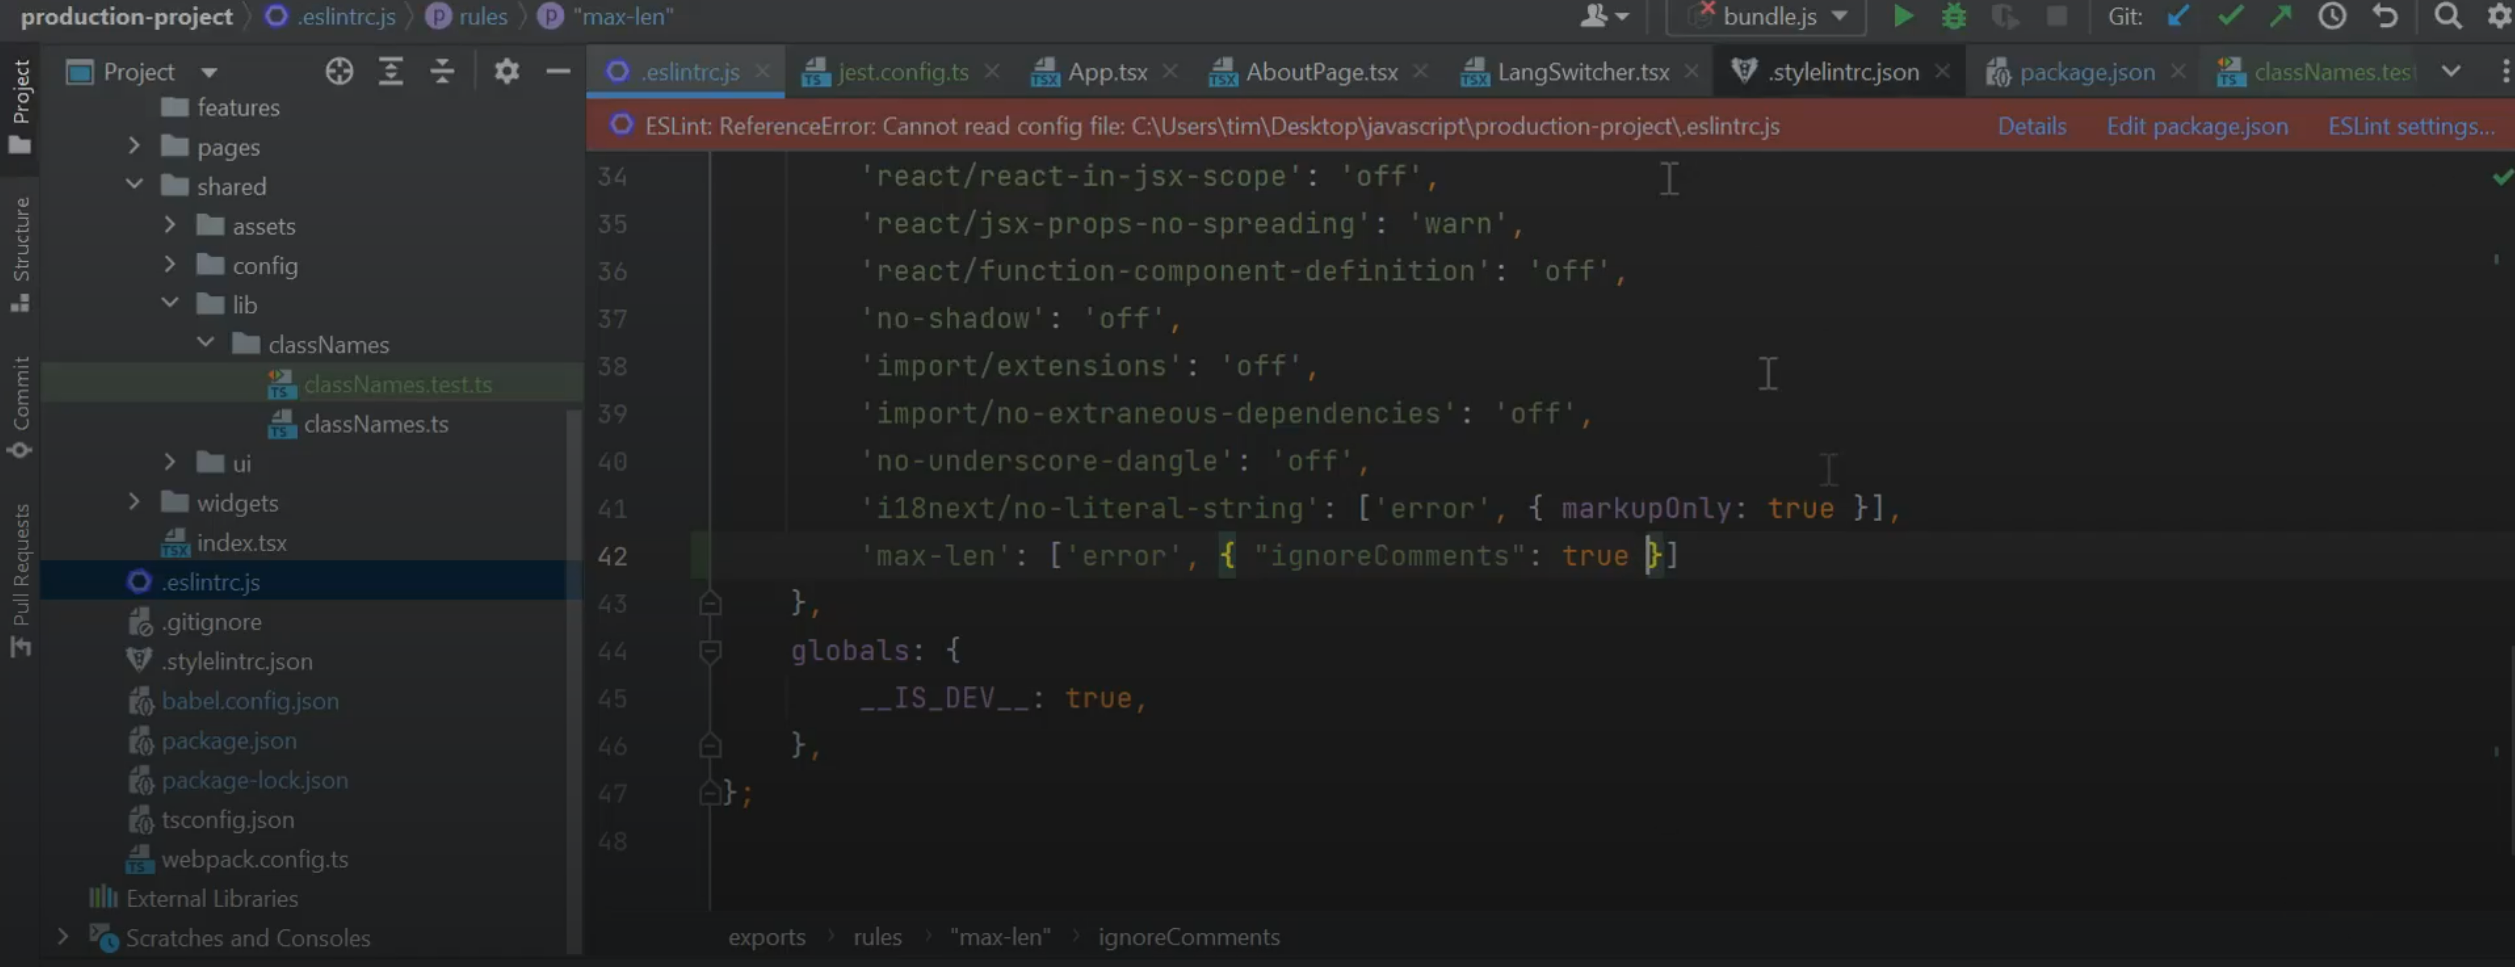 production-project .eslintrc.js rules "max-len" bundle.js Git:
Project .eslintrc.js jest.config.ts App.tsx AboutPage.tsx LangSwitcher.tsx .stylelintrc.json package.json classNames.test
ESLint: ReferenceError: Cannot read config file: C:\Users\tim\Desktop\javascript\production-project\.eslintrc.js Details Edit package.json ESLint settings...
Project
Structure
Commit
Pull Requests
features
pages
shared
assets
config
lib
classNames
classNames.test.ts
classNames.ts
ui
widgets
index.tsx
.eslintrc.js
.gitignore
.stylelintrc.json
babel.config.json
package.json
package-lock.json
tsconfig.json
webpack.config.ts
External Libraries
Scratches and Consoles
34 'react/react-in-jsx-scope': 'off',
35 'react/jsx-props-no-spreading': 'warn',
36 'react/function-component-definition': 'off',
37 'no-shadow': 'off',
38 'import/extensions': 'off',
39 'import/no-extraneous-dependencies': 'off',
40 'no-underscore-dangle': 'off',
41 'i18next/no-literal-string': ['error', { markupOnly: true }],
42 'max-len': ['error', { "ignoreComments": true }]
43 },
44 globals: {
45 __IS_DEV__: true,
46 },
47 };
48
exports rules "max-len" ignoreComments